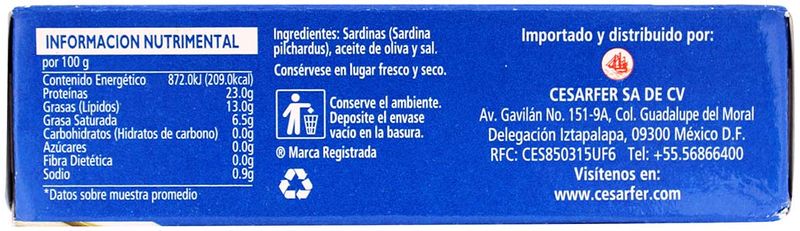 INFORMACION NUTRIMENTAL
por 100 g
Contenido Energético 872.0kJ (209.0kcal)
Proteínas 23.0g
Grasas (Lípidos) 13.0g
Grasa Saturada 6.5g
Carbohidratos (Hidratos de carbono) 0.0g
Azúcares 0.0g
Fibra Dietética 0.0g
Sodio 0.9g
*Datos sobre muestra promedio
Ingredientes: Sardinas (Sardina
pilchardus), aceite de oliva y sal.
Consérvese en lugar fresco y seco.
Conserve el ambiente.
Deposite el envase
vacío en la basura.
® Marca Registrada
Importado y distribuido por:
CESARFER SA DE CV
Av. Gavilán No. 151-9A, Col. Guadalupe del Moral
Delegación Iztapalapa, 09300 México D.F.
RFC: CES850315UF6 Tel: +55.56866400
Visítenos en:
www.cesarfer.com